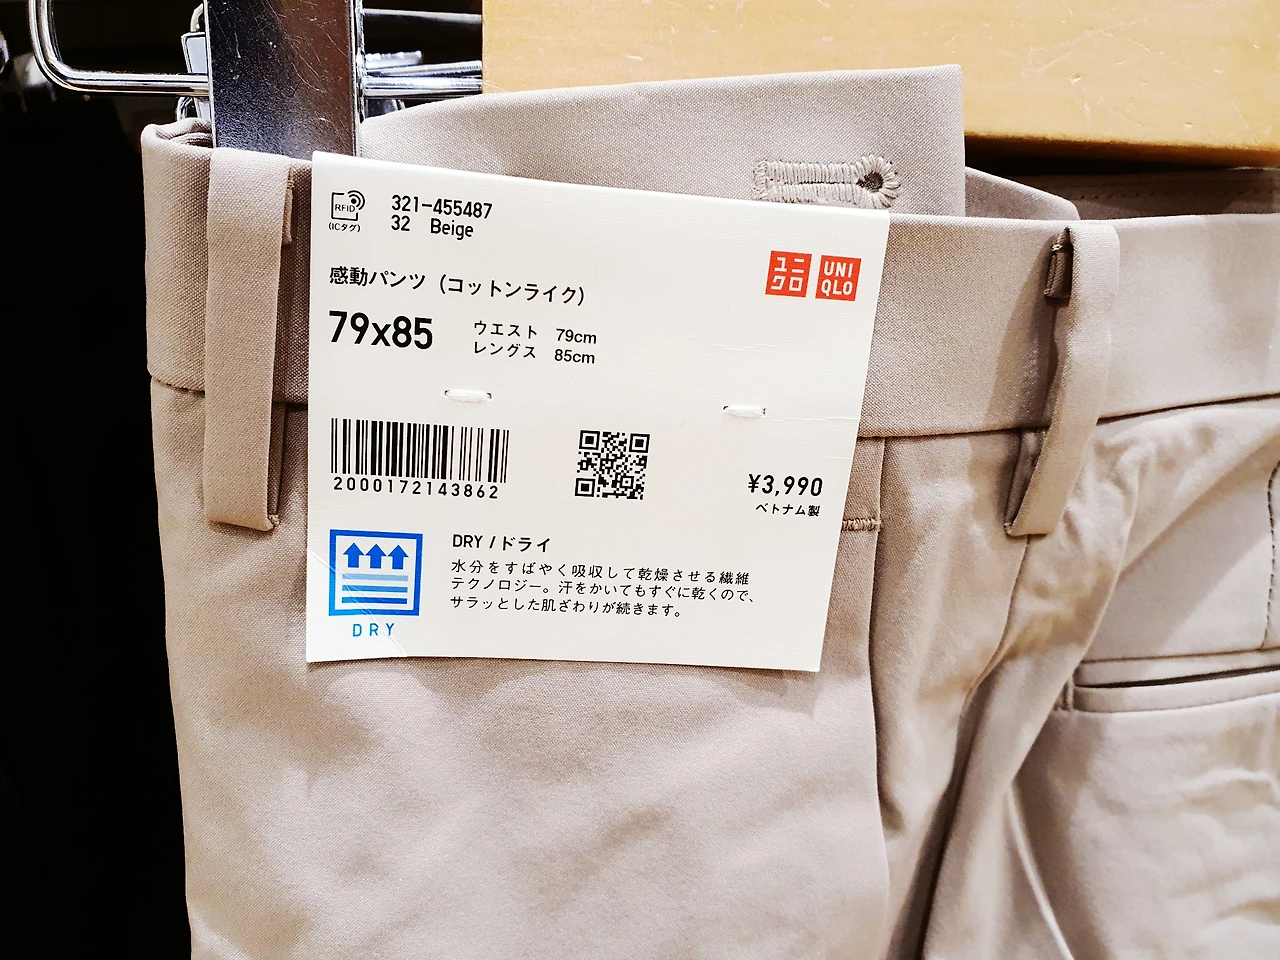 RFID
(ICタグ)
321-455487
32 Beige
ユニ
クロ
UNI
QLO
感動パンツ（コットンライク）
79x85
ウエスト 79cm
レングス 85cm
2000172143862
¥3,990
ベトナム製
DRY
DRY / ドライ
水分をすばやく吸収して乾燥させる繊維
テクノロジー。汗をかいてもすぐに乾くので、
サラッとした肌ざわりが続きます。